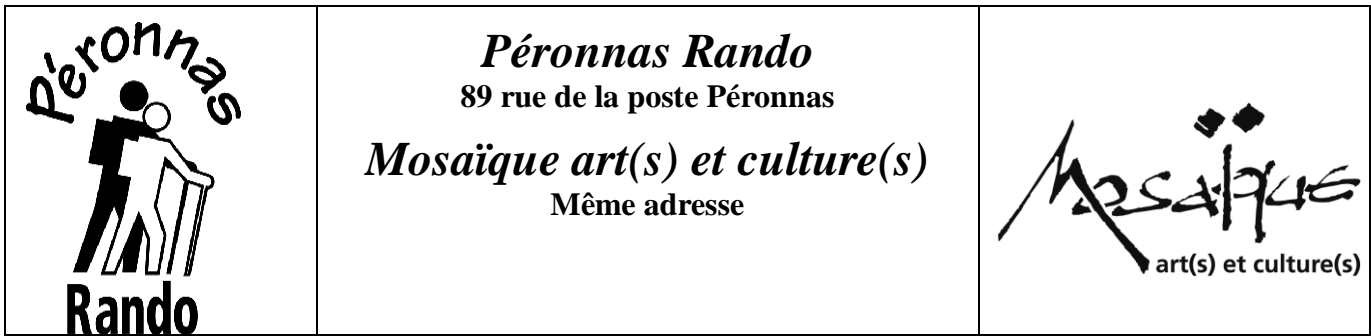 Péronnas
Rando
Péronnas Rando
89 rue de la poste Péronnas
Mosaïque art(s) et culture(s)
Même adresse
Mosaïque
art(s) et culture(s)